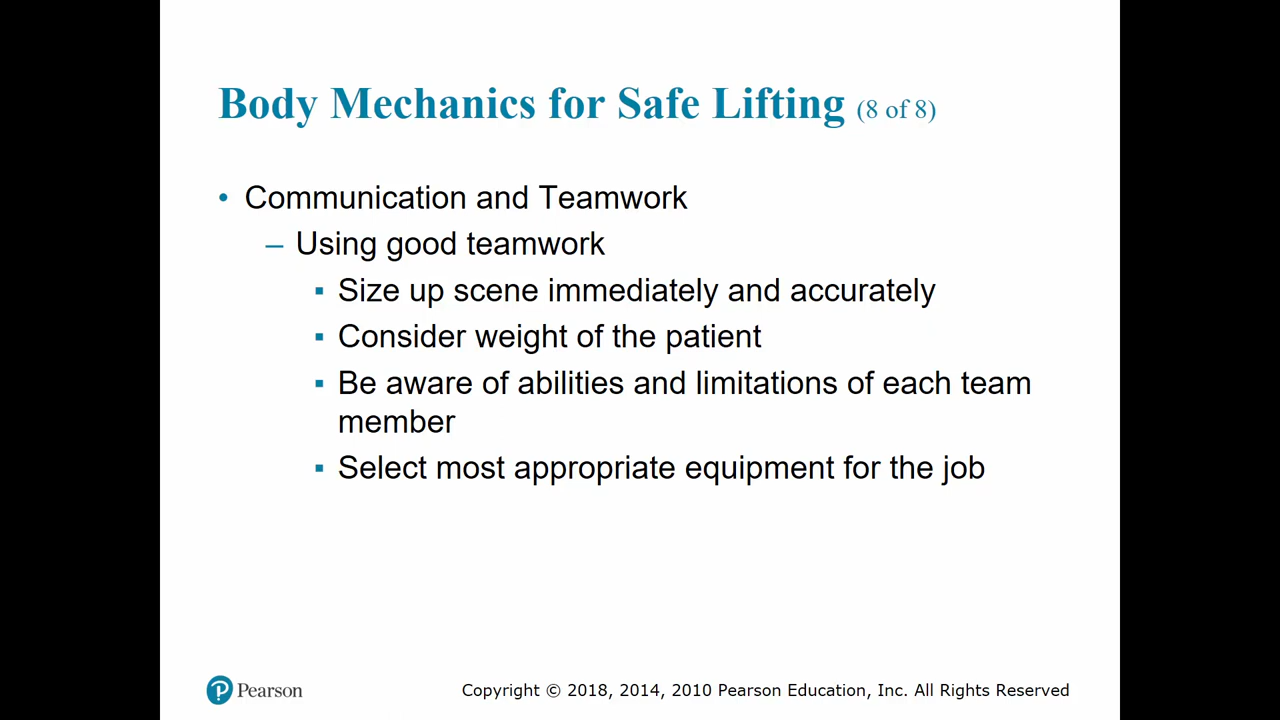 Body Mechanics for Safe Lifting (8 of 8)
• Communication and Teamwork
– Using good teamwork
▪ Size up scene immediately and accurately
▪ Consider weight of the patient
▪ Be aware of abilities and limitations of each team
member
▪ Select most appropriate equipment for the job
P Pearson
Copyright © 2018, 2014, 2010 Pearson Education, Inc. All Rights Reserved